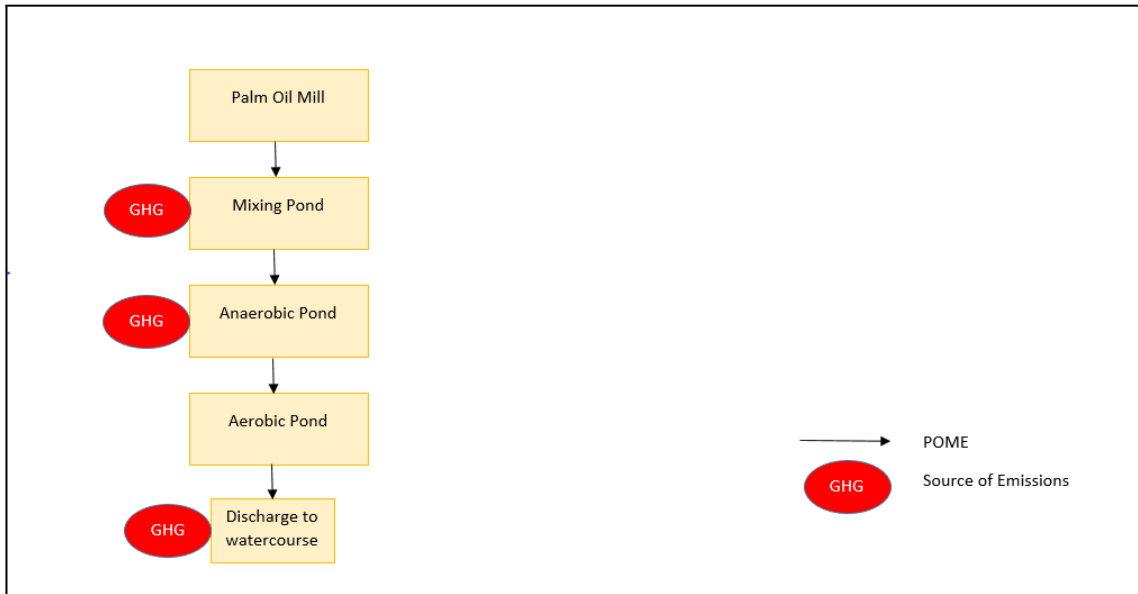 Palm Oil Mill
GHG
Mixing Pond
GHG
Anaerobic Pond
Aerobic Pond
GHG
Discharge to
watercourse
POME
GHG
Source of Emissions